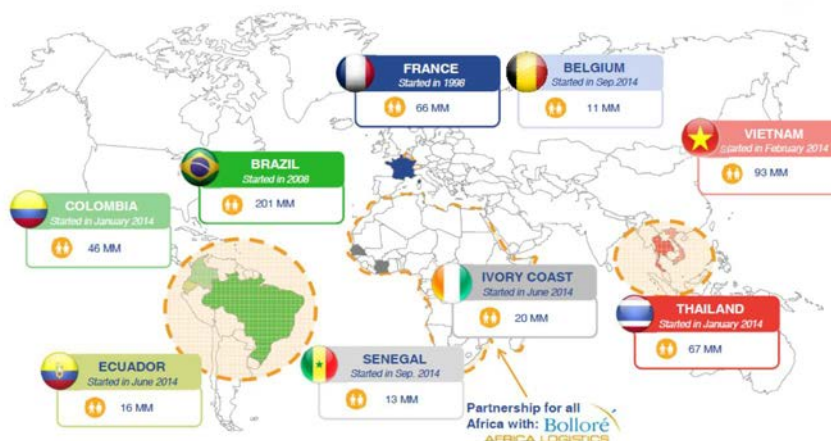 FRANCE
Started in 1998
66 MM
BELGIUM
Started in Sep.2014
11 MM
VIETNAM
Started in February 2014
93 MM
BRAZIL
Started in 2008
201 MM
COLOMBIA
Started in January 2014
46 MM
IVORY COAST
Started in June 2014
20 MM
THAILAND
Started in January 2014
67 MM
ECUADOR
Started in June 2014
16 MM
SENEGAL
Started in Sep. 2014
13 MM
Partnership for all
Africa with: Bolloré
AFRICA LOGISTICS